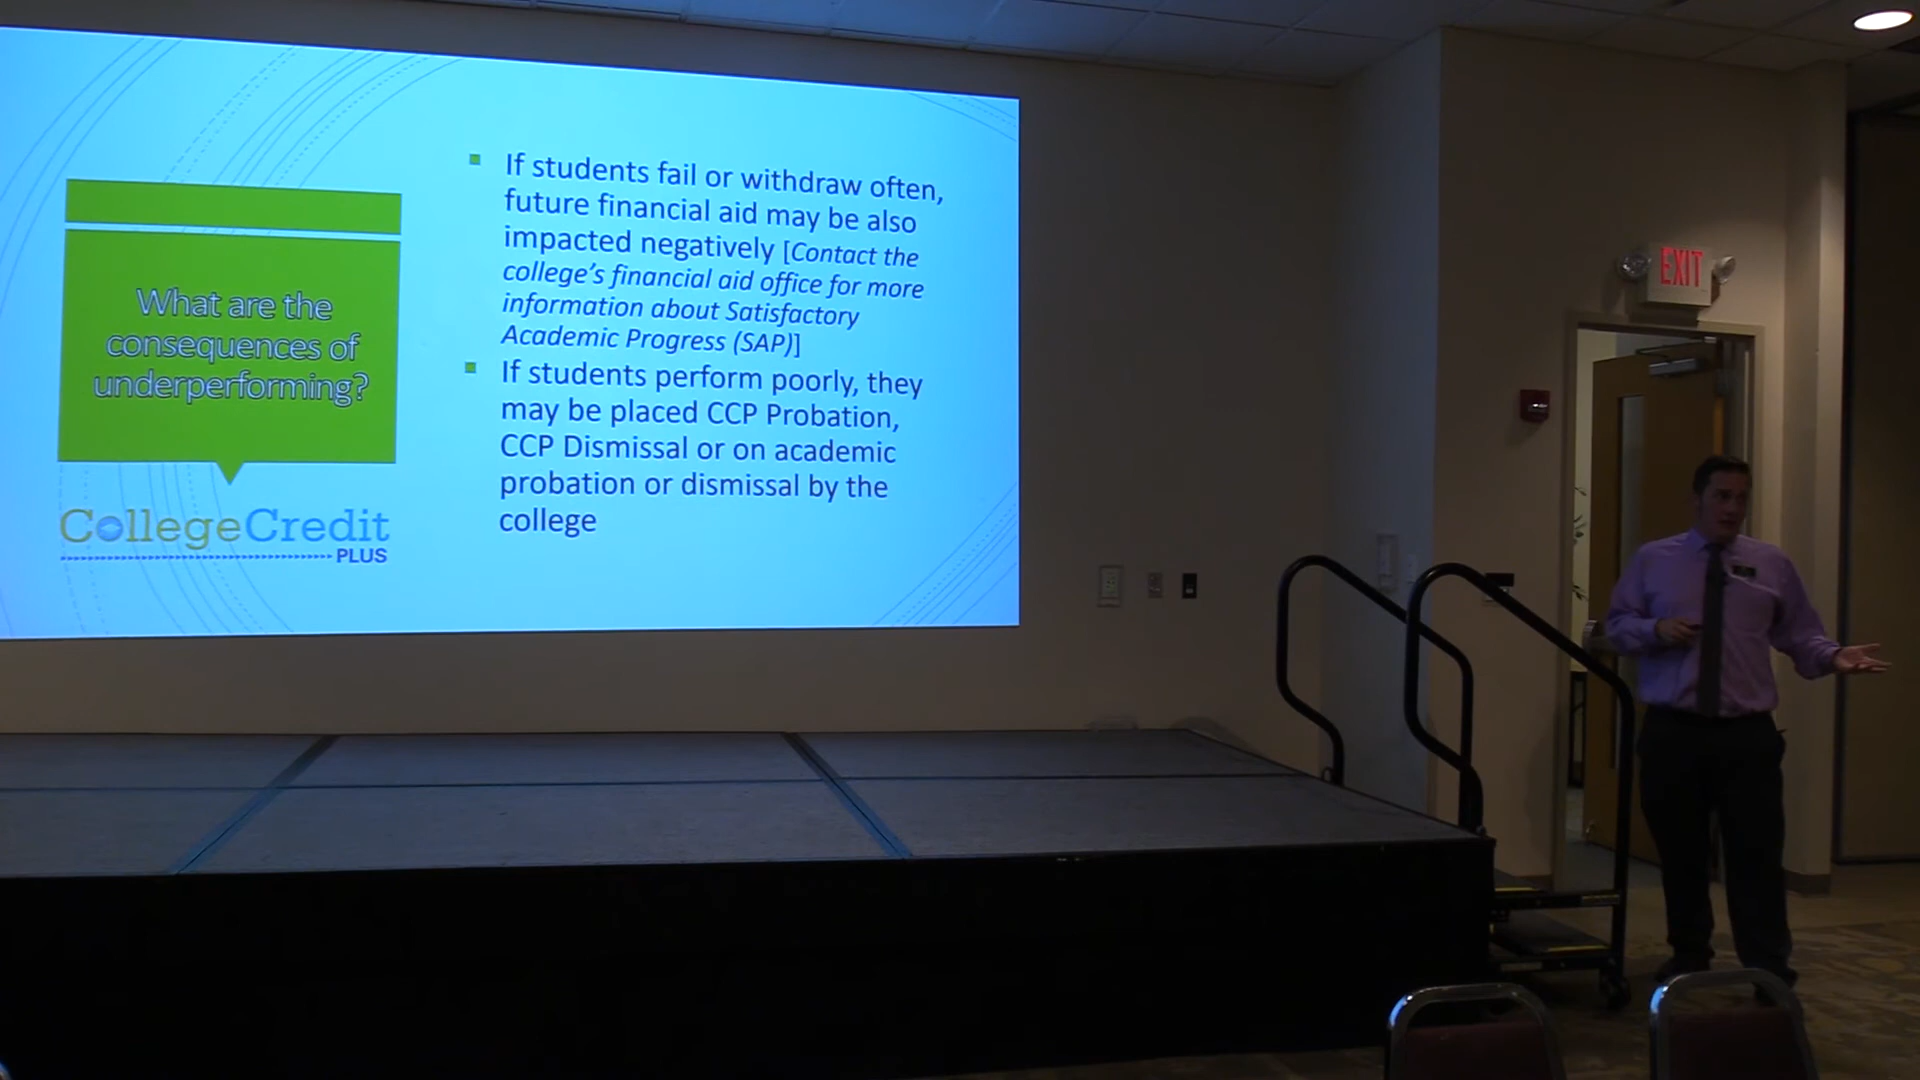 What are the
consequences of
underperforming?
CollegeCredit
PLUS
If students fail or withdraw often,
future financial aid may be also
impacted negatively [Contact the
college's financial aid office for more
information about Satisfactory
Academic Progress (SAP)]
If students perform poorly, they
may be placed CCP Probation,
CCP Dismissal or on academic
probation or dismissal by the
college
EXIT